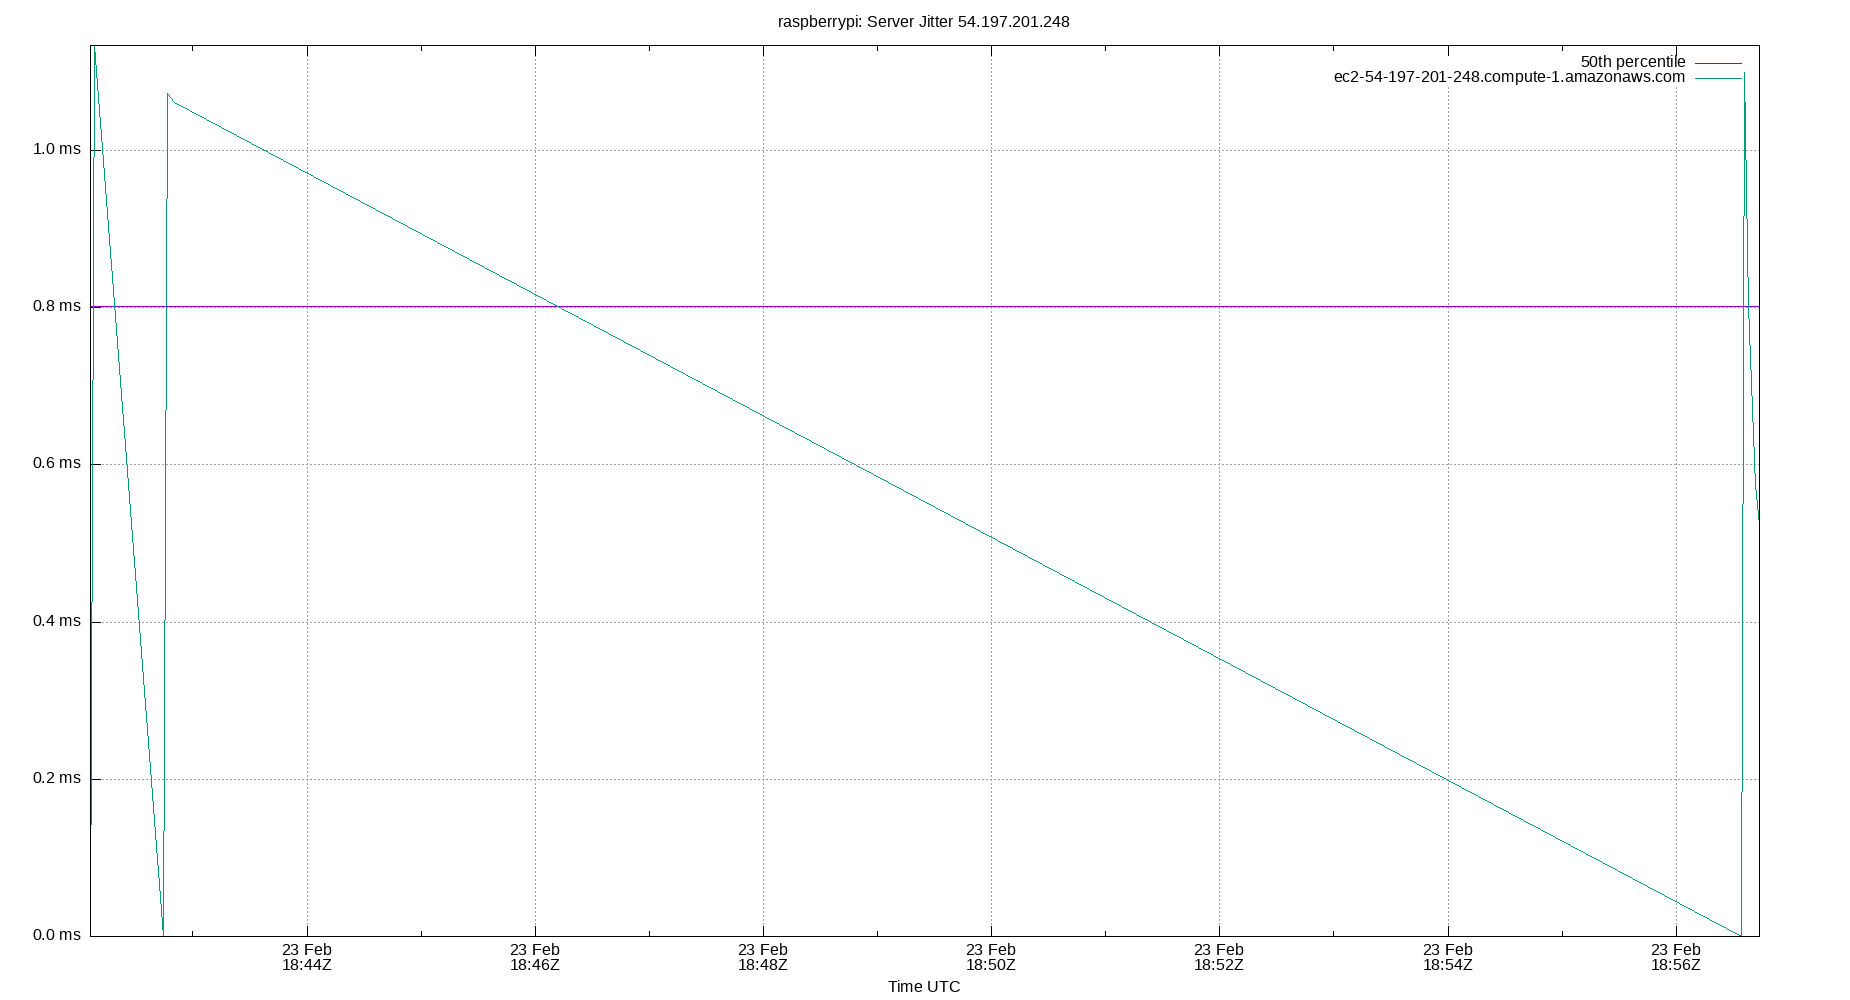 raspberrypi: Server Jitter 54.197.201.248
50th percentile
ec2-54-197-201-248.compute-1.amazonaws.com
1.0 ms
0.8 ms
0.6 ms
0.4 ms
0.2 ms
0.0 ms
23 Feb 23 Feb 23 Feb 23 Feb 23 Feb 23 Feb 23 Feb
18:44Z 18:46Z 18:48Z 18:50Z 18:52Z 18:54Z 18:56Z
Time UTC